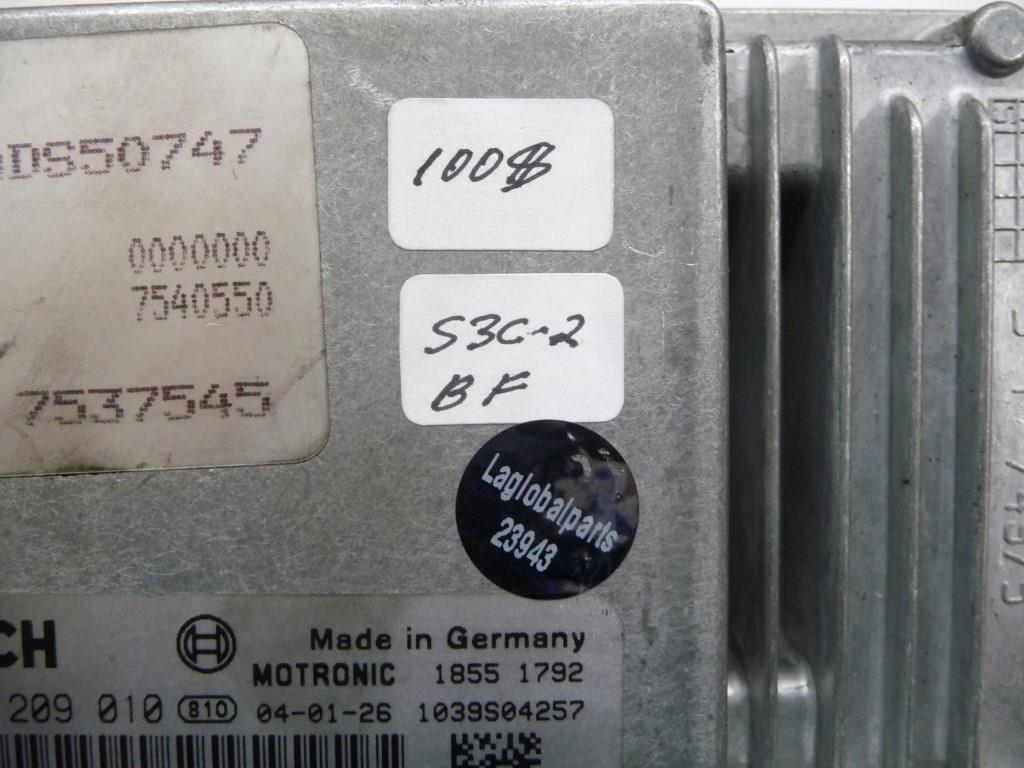 DS50747
0000000
7540550
7537545
100$
S3C-2
BF
Laglobalparts
23943
CH
Made in Germany
MOTRONIC 1855 1792
209 010 810 04-01-26 1039S04257